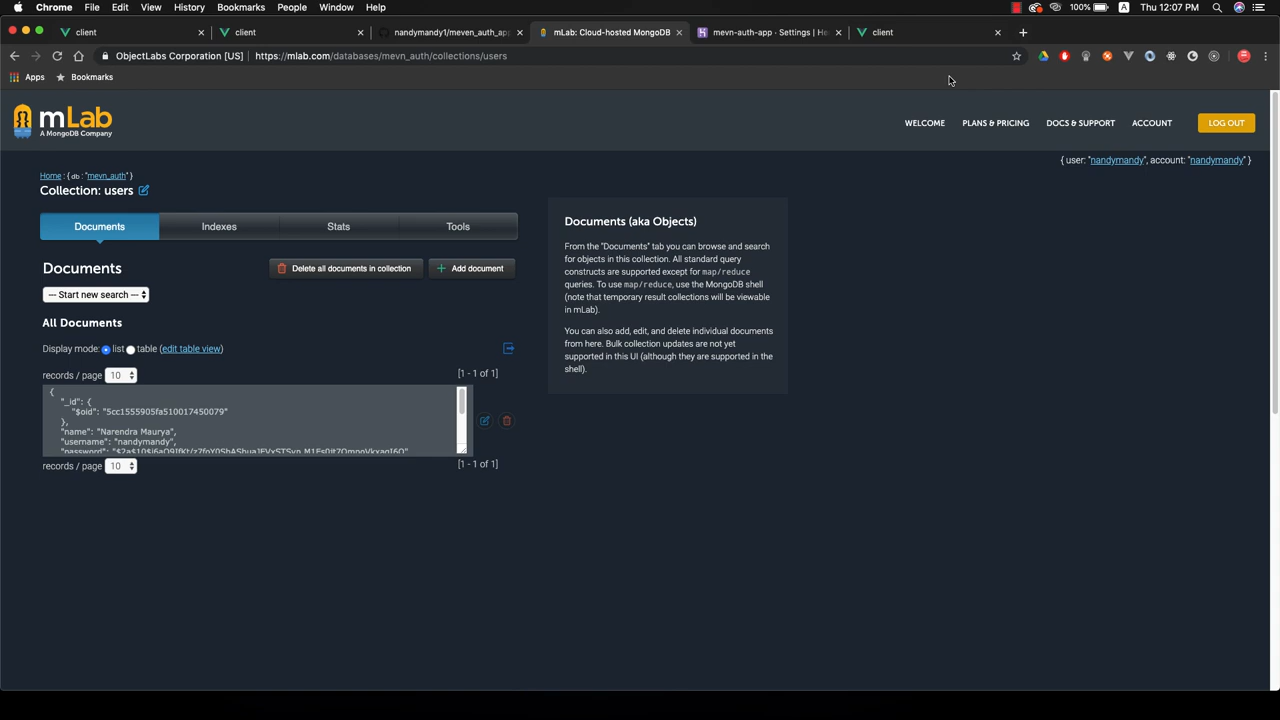 Chrome File Edit View History Bookmarks People Window Help 100% A Thu 12:07 PM
client client nandymandy1/meven_auth_app mLab: Cloud-hosted MongoDB mevn-auth-app · Settings | He client
ObjectLabs Corporation [US] https://mlab.com/databases/mevn_auth/collections/users
Apps Bookmarks
mLab
A MongoDB Company
WELCOME PLANS & PRICING DOCS & SUPPORT ACCOUNT LOG OUT
{ user: "nandymandy", account: "nandymandy" }
Home : { db : "mevn_auth" }
Collection: users
Documents Indexes Stats Tools
Documents
Delete all documents in collection + Add document
--- Start new search ---
All Documents
Display mode: list table (edit table view)
records / page 10 [1 - 1 of 1]
{
"_id": {
"$oid": "5cc1555905fa510017450079"
},
"name": "Narendra Maurya",
"username": "nandymandy",
"password":
records / page 10 [1 - 1 of 1]
Documents (aka Objects)
From the "Documents" tab you can browse and search
for objects in this collection. All standard query
constructs are supported except for map/reduce
queries. To use map/reduce, use the MongoDB shell
(note that temporary result collections will be viewable
in mLab).
You can also add, edit, and delete individual documents
from here. Bulk collection updates are not yet
supported in this UI (although they are supported in the
shell).